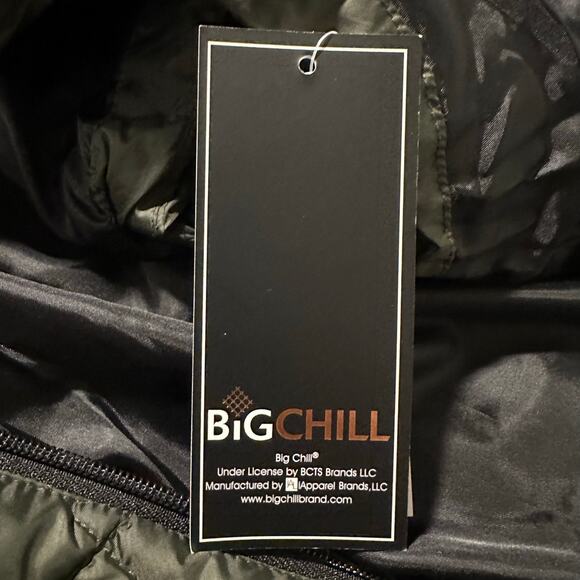 BiGCHILL
Big Chill®
Under License by BCTS Brands LLC
Manufactured by Apparel Brands, LLC
www.bigchillbrand.com